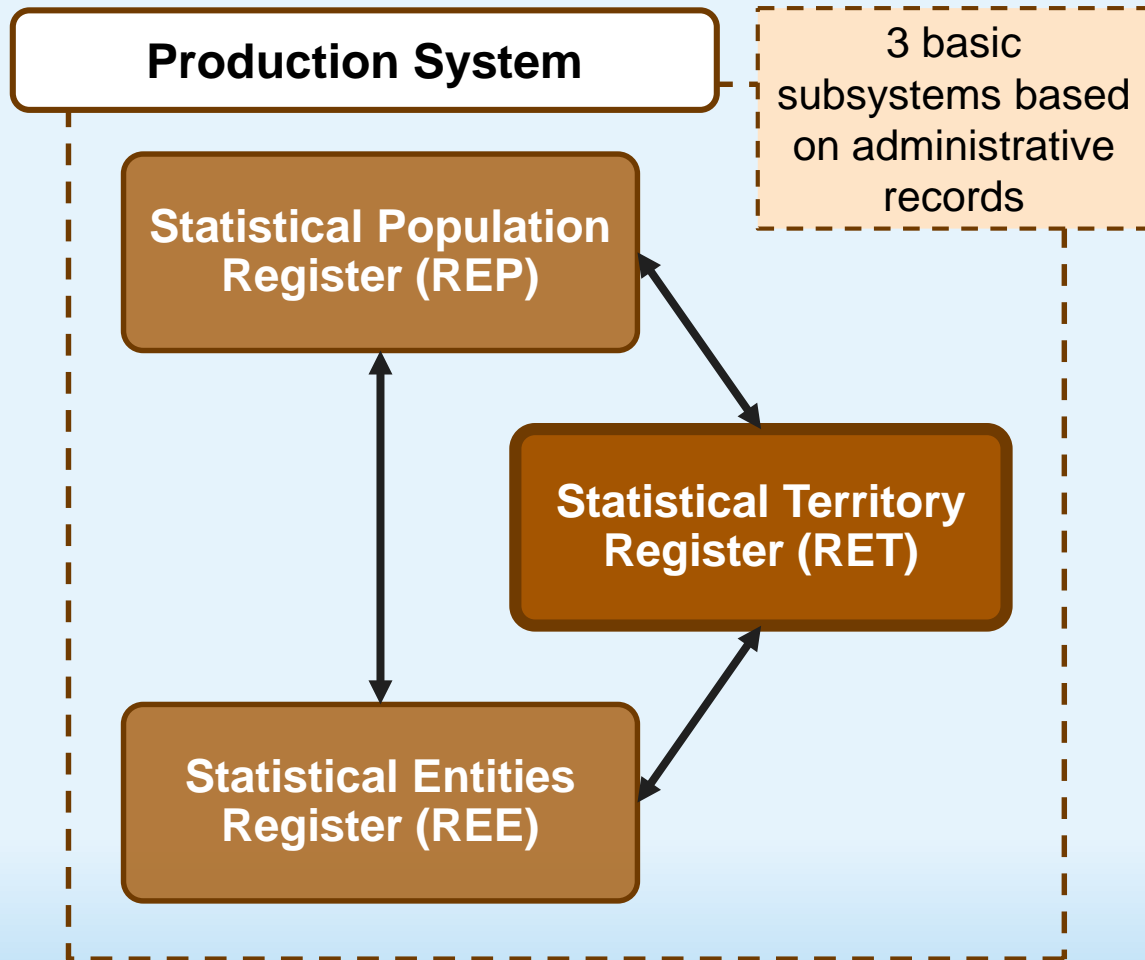 Production System
3 basic
subsystems based
on administrative
records
Statistical Population
Register (REP)
Statistical Territory
Register (RET)
Statistical Entities
Register (REE)